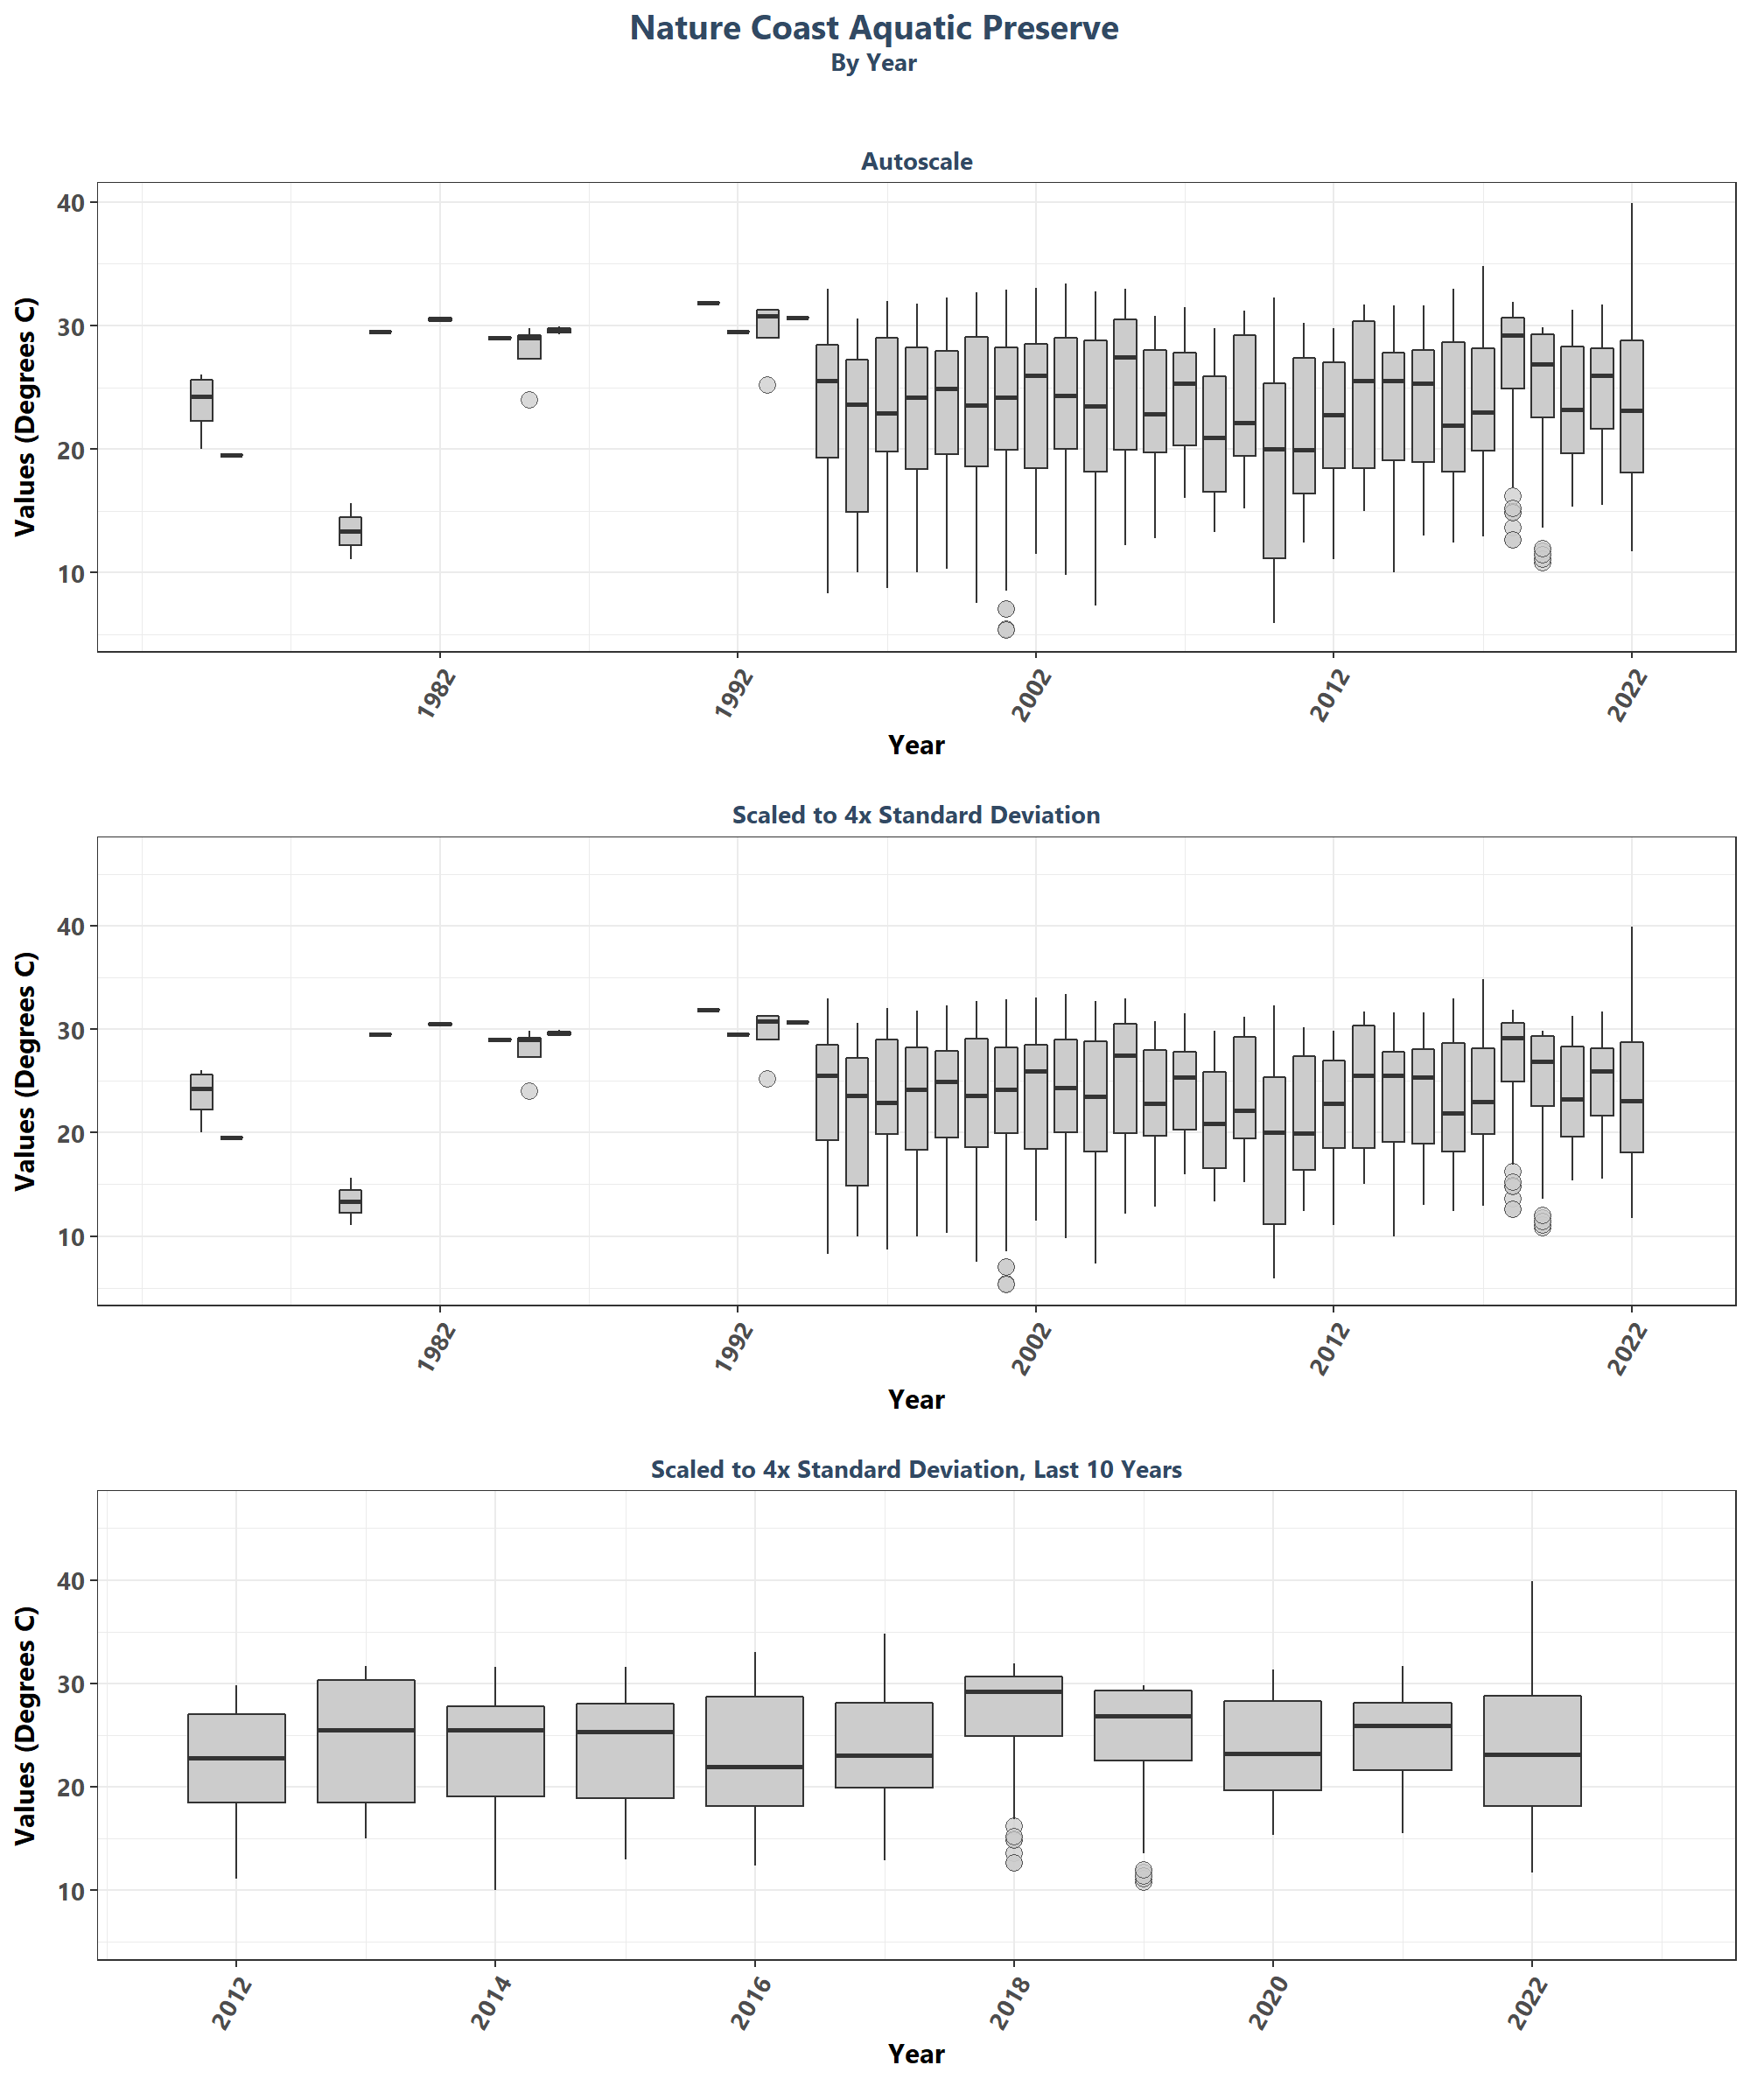 Nature Coast Aquatic Preserve
By Year
Autoscale
Values (Degrees C)
40
30
20
10
1982
1992
2002
2012
2022
Year
Scaled to 4x Standard Deviation
Values (Degrees C)
40
30
20
10
1982
1992
2002
2012
2022
Year
Scaled to 4x Standard Deviation, Last 10 Years
Values (Degrees C)
40
30
20
10
2012
2014
2016
2018
2020
2022
Year